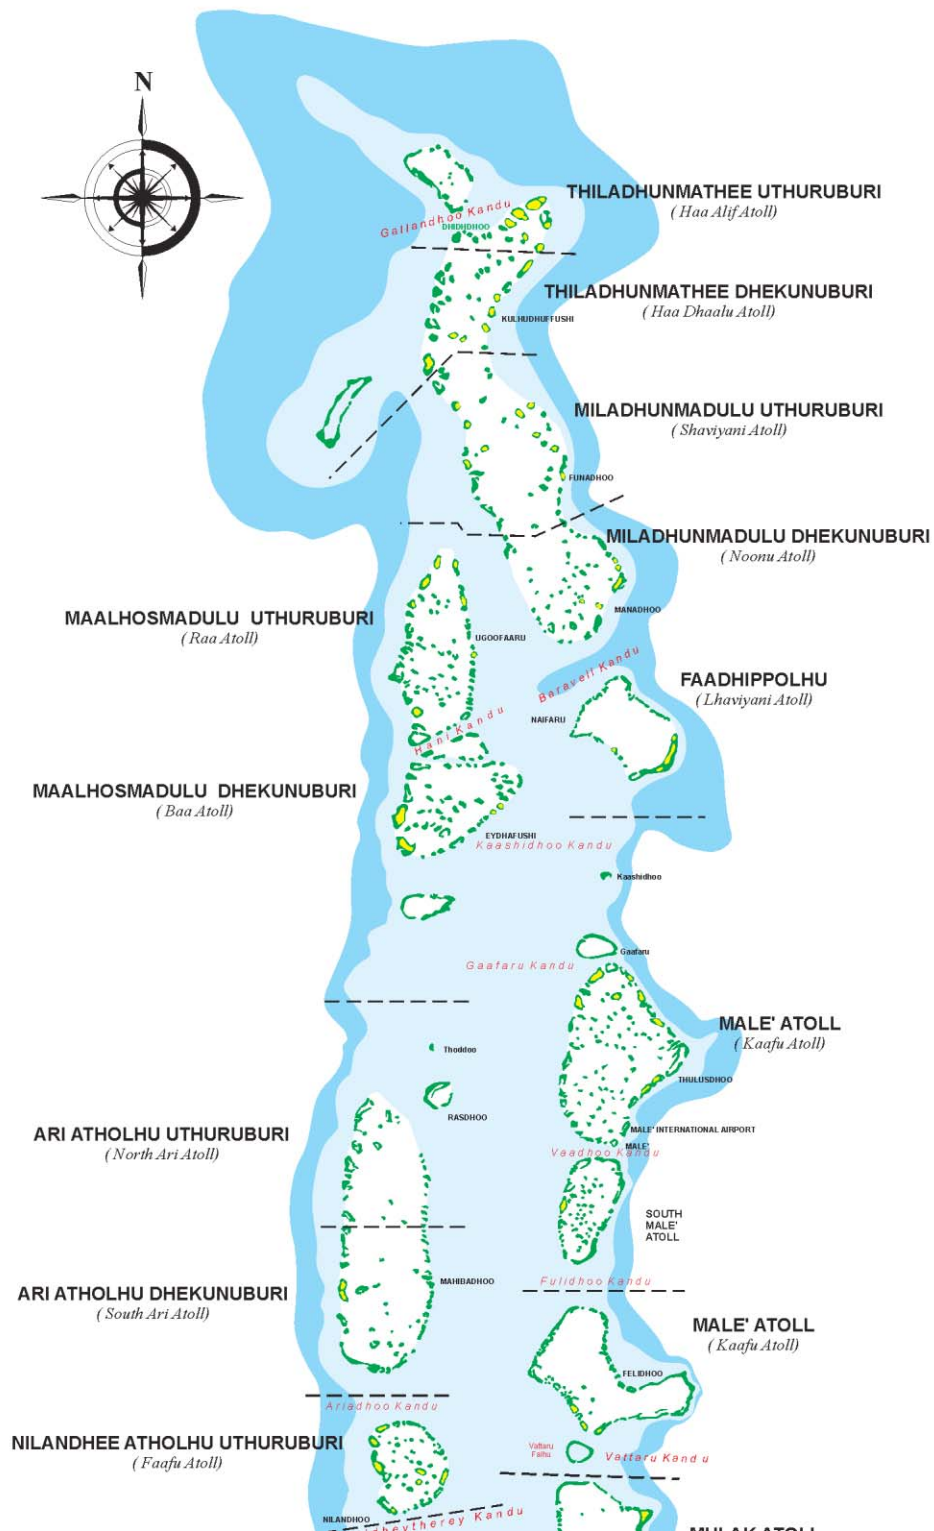 N
THILADHUNMATHEE UTHURUBURI
( Haa Alif Atoll)
Gallandhoo Kandu
DHIDHDHOO
THILADHUNMATHEE DHEKUNUBURI
( Haa Dhaalu Atoll)
KULHUDHUFFUSHI
MILADHUNMADULU UTHURUBURI
( Shaviyani Atoll)
FUNADHOO
MILADHUNMADULU DHEKUNUBURI
( Noonu Atoll)
MANADHOO
MAALHOSMADULU UTHURUBURI
( Raa Atoll)
UGOOFAARU
Baravell Kandu
FAADHIPPOLHU
( Lhaviyani Atoll)
NAIFARU
Hani Kandu
MAALHOSMADULU DHEKUNUBURI
( Baa Atoll)
EYDHAFUSHI
Kaashidhoo Kandu
Kaashidhoo
Gaafaru
Gaafaru Kandu
MALE' ATOLL
( Kaafu Atoll)
Thoddoo
THULUSDHOO
RASDHOO
ARI ATHOLHU UTHURUBURI
( North Ari Atoll)
MALE' INTERNATIONAL AIRPORT
MALE'
Vaadhoo Kandu
SOUTH
MALE'
ATOLL
MAHIBADHOO
Fulidhoo Kandu
ARI ATHOLHU DHEKUNUBURI
( South Ari Atoll)
MALE' ATOLL
( Kaafu Atoll)
FELIDHOO
Ariadhoo Kandu
NILANDHEE ATHOLHU UTHURUBURI
( Faafu Atoll)
Vattaru
Falhu
Vattaru Kandu
NILANDHOO
Kandu